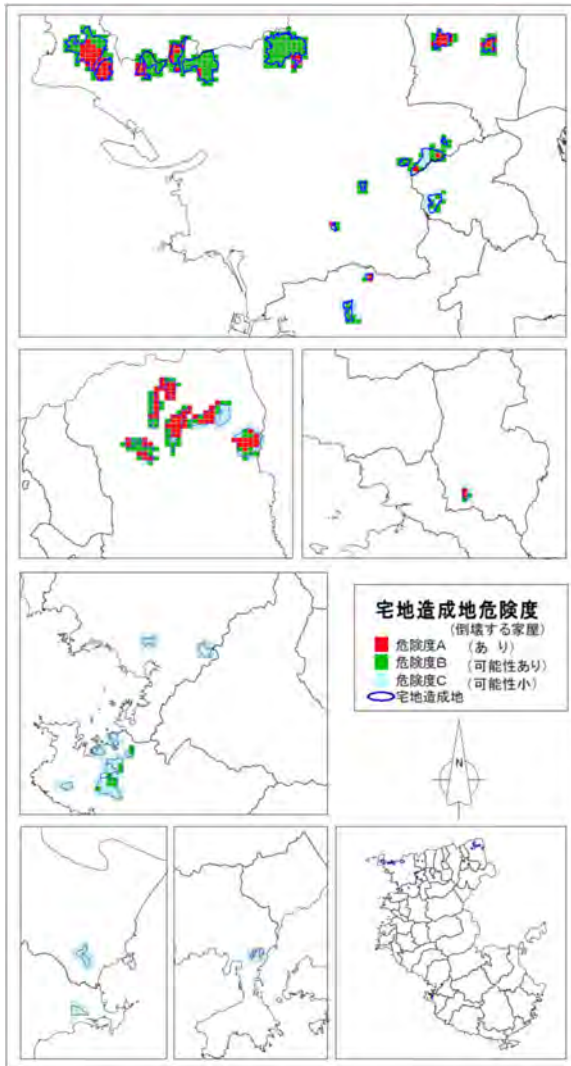 宅地造成地危険度
(倒壊する家屋)
危険度A (あ り)
危険度B (可能性あり)
危険度C (可能性小)
宅地造成地
N